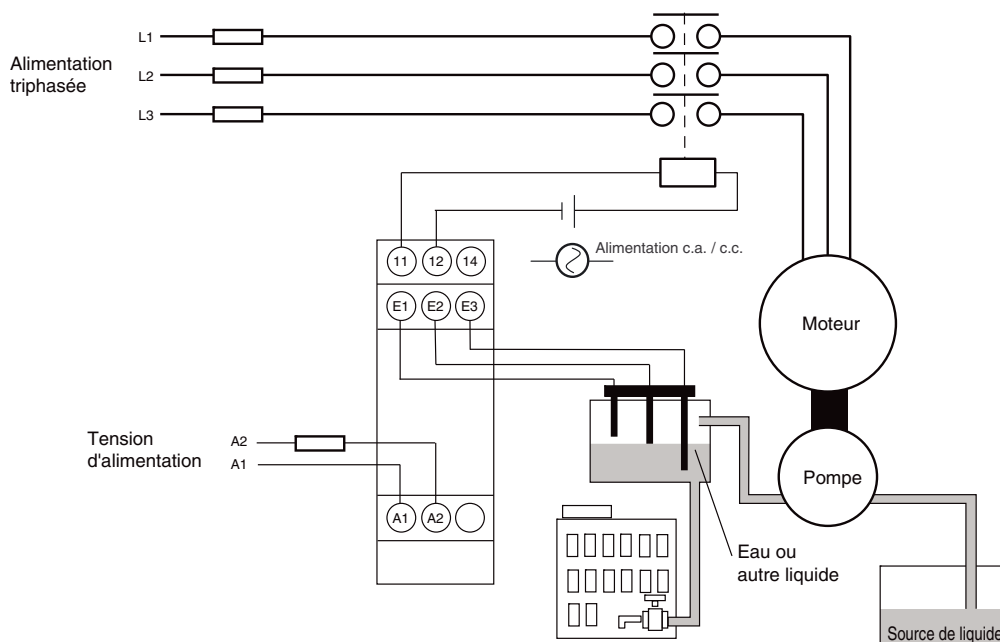 L1
Alimentation
triphasée
L2
L3
11
12
14
Alimentation c.a. / c.c.
E1
E2
E3
Moteur
Tension
d'alimentation
A2
A1
Pompe
A1
A2
Eau ou
autre liquide
Source de liquide